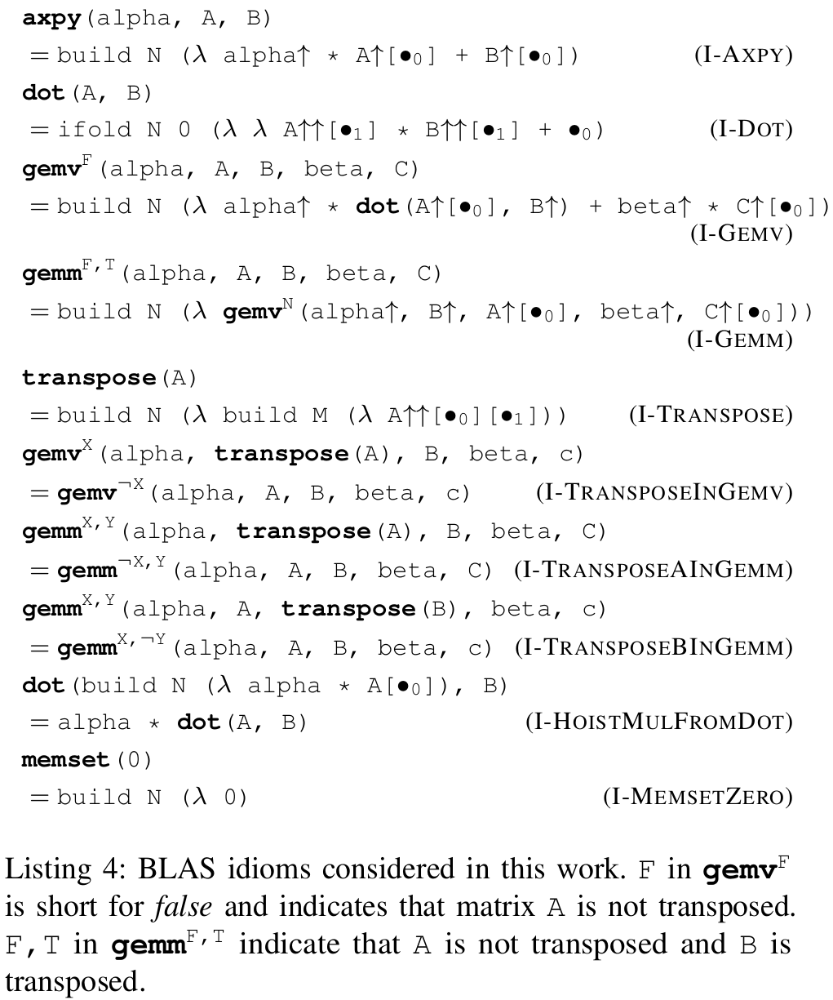 axpy(alpha, A, B)
= build N (λ alpha↑ * A↑[•₀] + B↑[•₀]) (I-AXPY)
dot(A, B)
= ifold N 0 (λ λ A↑↑[•₁] * B↑↑[•₁] + •₀) (I-DOT)
gemvᶠ(alpha, A, B, beta, C)
= build N (λ alpha↑ * dot(A↑[•₀], B↑) + beta↑ * C↑[•₀])
(I-GEMV)
gemm^F,T(alpha, A, B, beta, C)
= build N (λ gemv^N(alpha↑, B↑, A↑[•₀], beta↑, C↑[•₀]))
(I-GEMM)
transpose(A)
= build N (λ build M (λ A↑↑[•₀][•₁])) (I-TRANSPOSE)
gemv^X(alpha, transpose(A), B, beta, c)
= gemv^¬X(alpha, A, B, beta, c) (I-TRANSPOSEINGEMV)
gemm^X,Y(alpha, transpose(A), B, beta, C)
= gemm^¬X,Y(alpha, A, B, beta, C) (I-TRANSPOSEAINGEMM)
gemm^X,Y(alpha, A, transpose(B), beta, c)
= gemm^X,¬Y(alpha, A, B, beta, c) (I-TRANSPOSEBINGEMM)
dot(build N (λ alpha * A[•₀]), B)
= alpha * dot(A, B) (I-HOISTMULFROMDOT)
memset(0)
= build N (λ 0) (I-MEMSETZERO)
Listing 4: BLAS idioms considered in this work. F in gemv^F
is short for false and indicates that matrix A is not transposed.
F,T in gemm^F,T indicate that A is not transposed and B is
transposed.